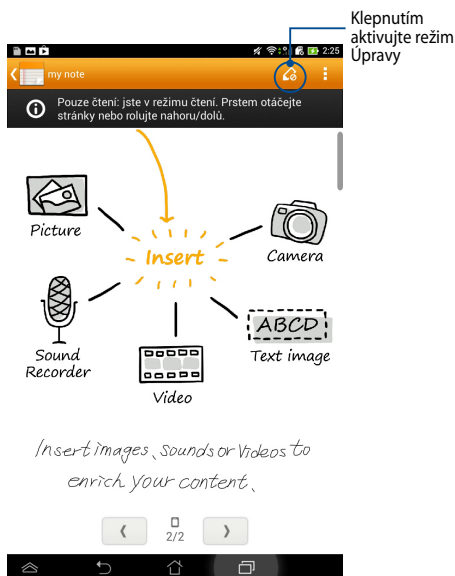 Klepnutím
aktivujte režim
Úpravy
2:25
my note
Pouze čtení: jste v režimu čtení. Prstem otáčejte
stránky nebo rolujte nahoru/dolů.
Picture
Insert
Camera
Sound
Recorder
Video
ABCD
Text image
Insert images, sounds or Videos to
enrich your content.
2/2